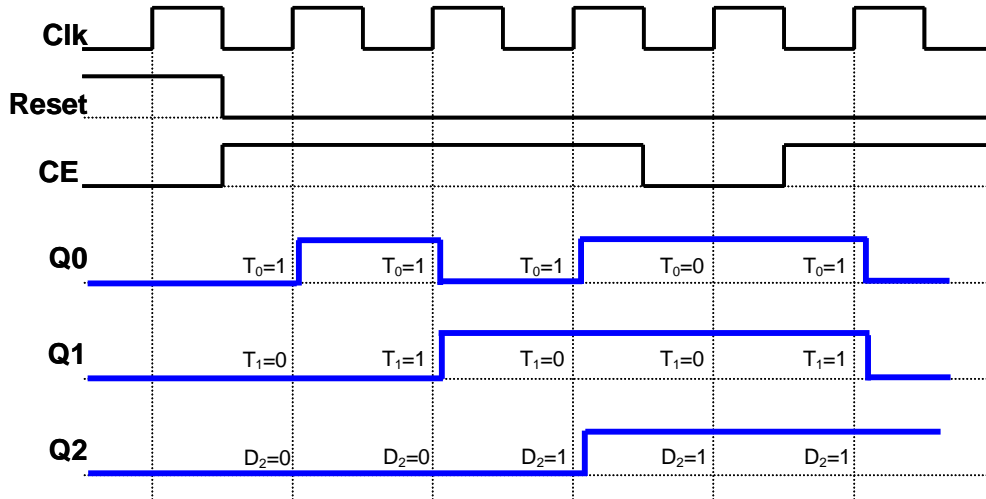 Clk
Reset
CE
Q0
T₀=1 T₀=1 T₀=1 T₀=0 T₀=1
Q1
T₁=0 T₁=1 T₁=0 T₁=0 T₁=1
Q2
D₂=0 D₂=0 D₂=1 D₂=1 D₂=1